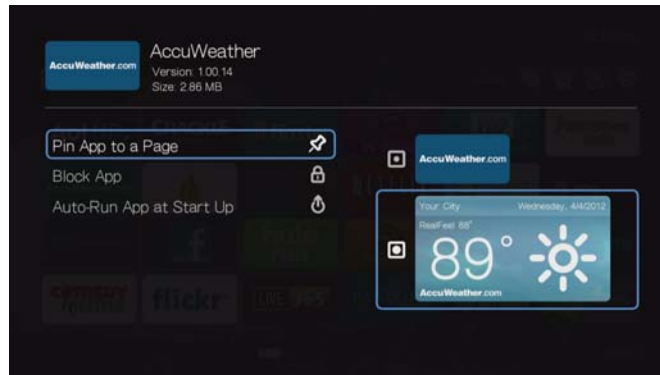 AccuWeather.com
AccuWeather
Version: 1.00.14
Size: 2.86 MB
Pin App to a Page
Block App
Auto-Run App at Start Up
AccuWeather.com
Your City Wednesday, 4/4/2012
RealFeel 88°
89°
AccuWeather.com
flickr